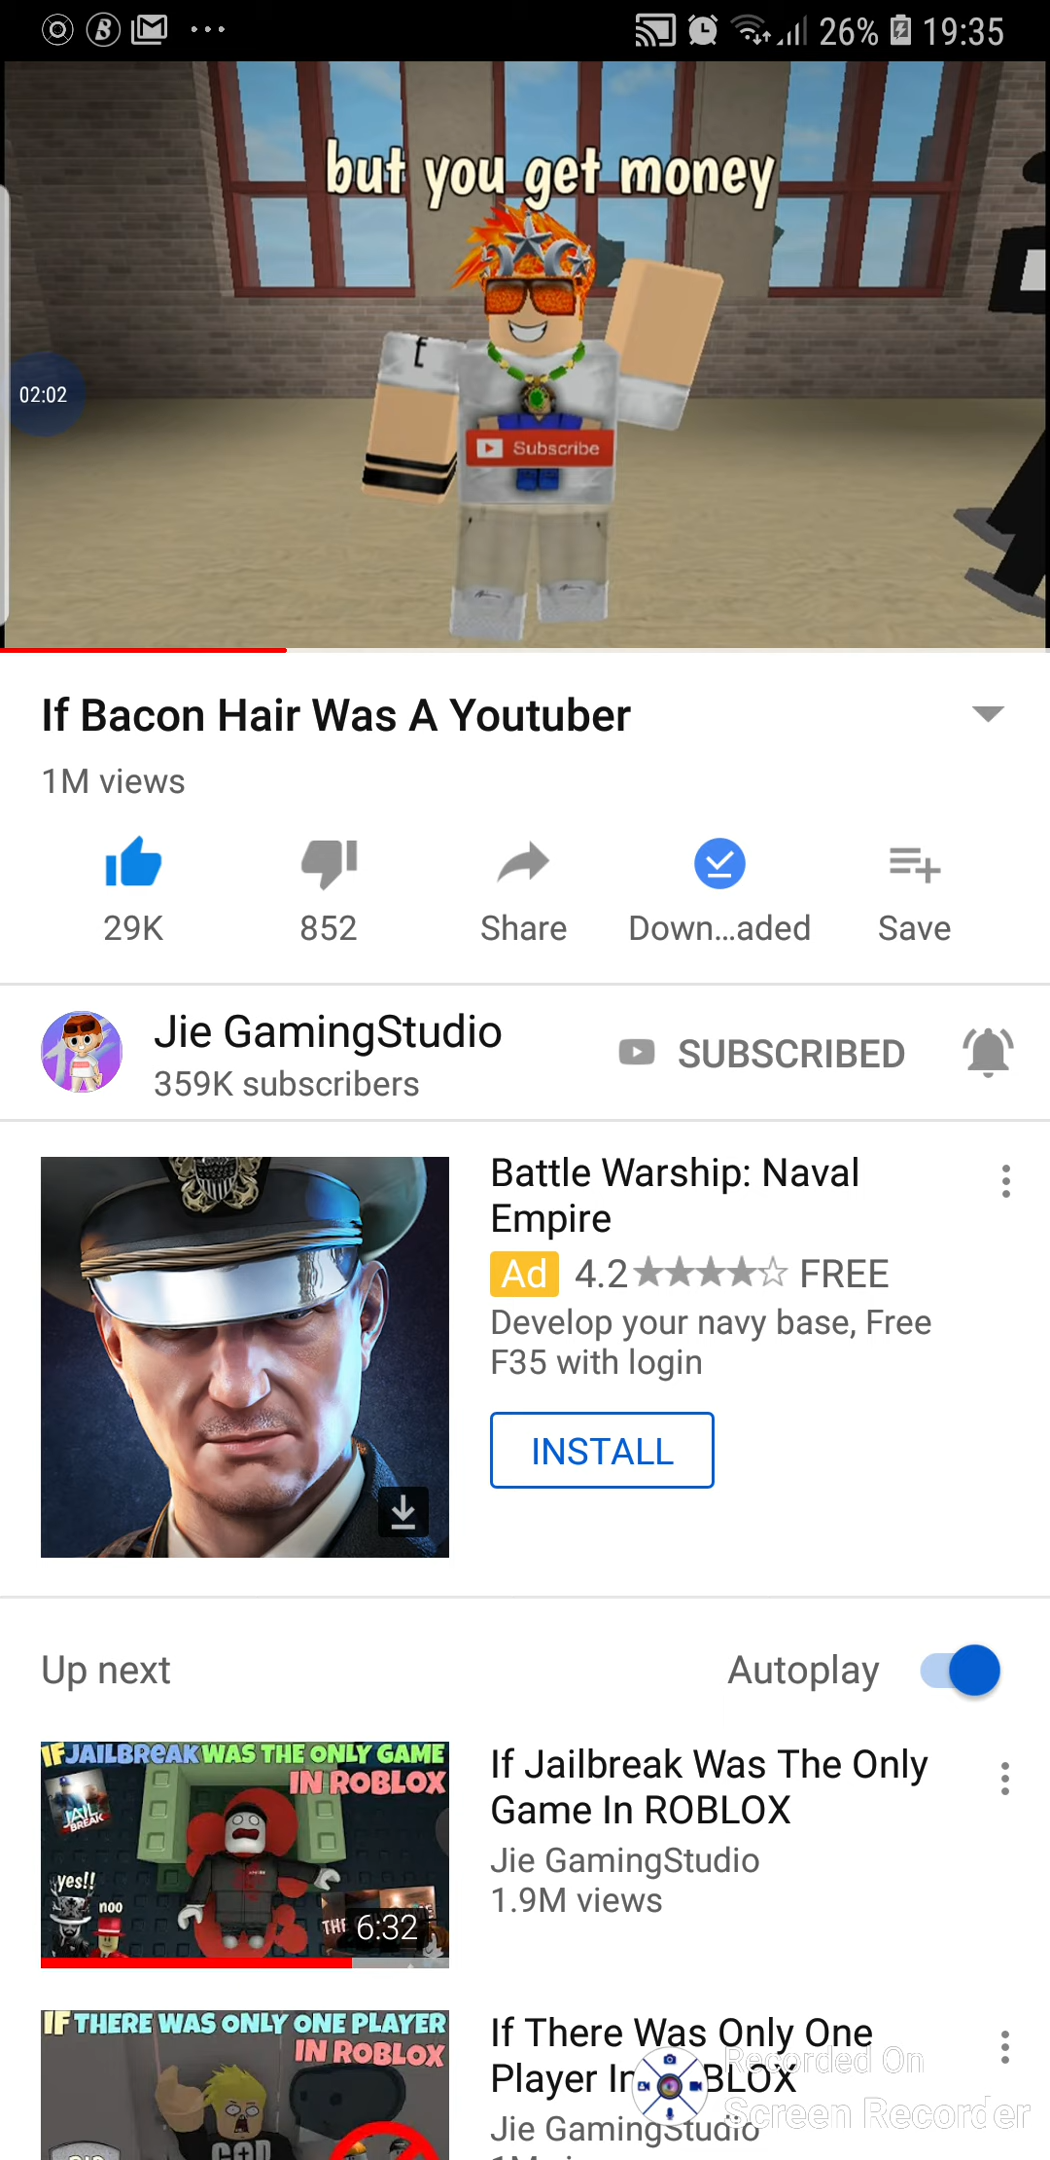 26% 19:35
but you get money
t
Subscribe
02:02
If Bacon Hair Was A Youtuber
1M views
29K 852 Share Down...aded Save
Jie GamingStudio
359K subscribers
SUBSCRIBED
Battle Warship: Naval
Empire
Ad 4.2 FREE
Develop your navy base, Free
F35 with login
INSTALL
Up next Autoplay
IF JAILBREAK WAS THE ONLY GAME
IN ROBLOX
JAIL
BREAK
yes!!
noo
THE
6:32
If Jailbreak Was The Only
Game In ROBLOX
Jie GamingStudio
1.9M views
IF THERE WAS ONLY ONE PLAYER
IN ROBLOX
GOD
If There Was Only One
Player In BLOX
Jie GamingStudio
Recorded On
Screen Recorder